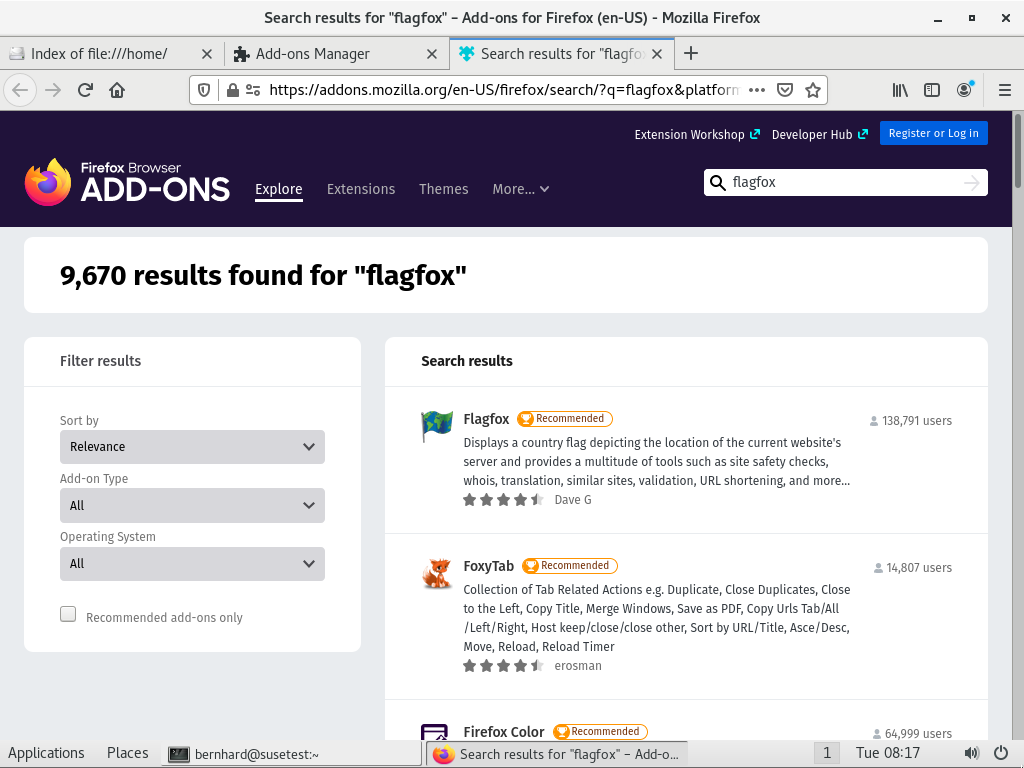 Search results for "flagfox" – Add-ons for Firefox (en-US) - Mozilla Firefox
Index of file:///home/
Add-ons Manager
Search results for "flagfo
https://addons.mozilla.org/en-US/firefox/search/?q=flagfox&platform
Extension Workshop
Developer Hub
Register or Log in
Firefox Browser
ADD-ONS
Explore
Extensions
Themes
More...
flagfox
9,670 results found for "flagfox"
Filter results
Sort by
Relevance
Add-on Type
All
Operating System
All
Recommended add-ons only
Search results
Flagfox
Recommended
138,791 users
Displays a country flag depicting the location of the current website's
server and provides a multitude of tools such as site safety checks,
whois, translation, similar sites, validation, URL shortening, and more...
Dave G
FoxyTab
Recommended
14,807 users
Collection of Tab Related Actions e.g. Duplicate, Close Duplicates, Close
to the Left, Copy Title, Merge Windows, Save as PDF, Copy Urls Tab/All
/Left/Right, Host keep/close/close other, Sort by URL/Title, Asce/Desc,
Move, Reload, Reload Timer
erosman
Firefox Color
Recommended
64,999 users
Applications
Places
bernhard@susetest:~
Search results for "flagfox" – Add-o...
1
Tue 08:17